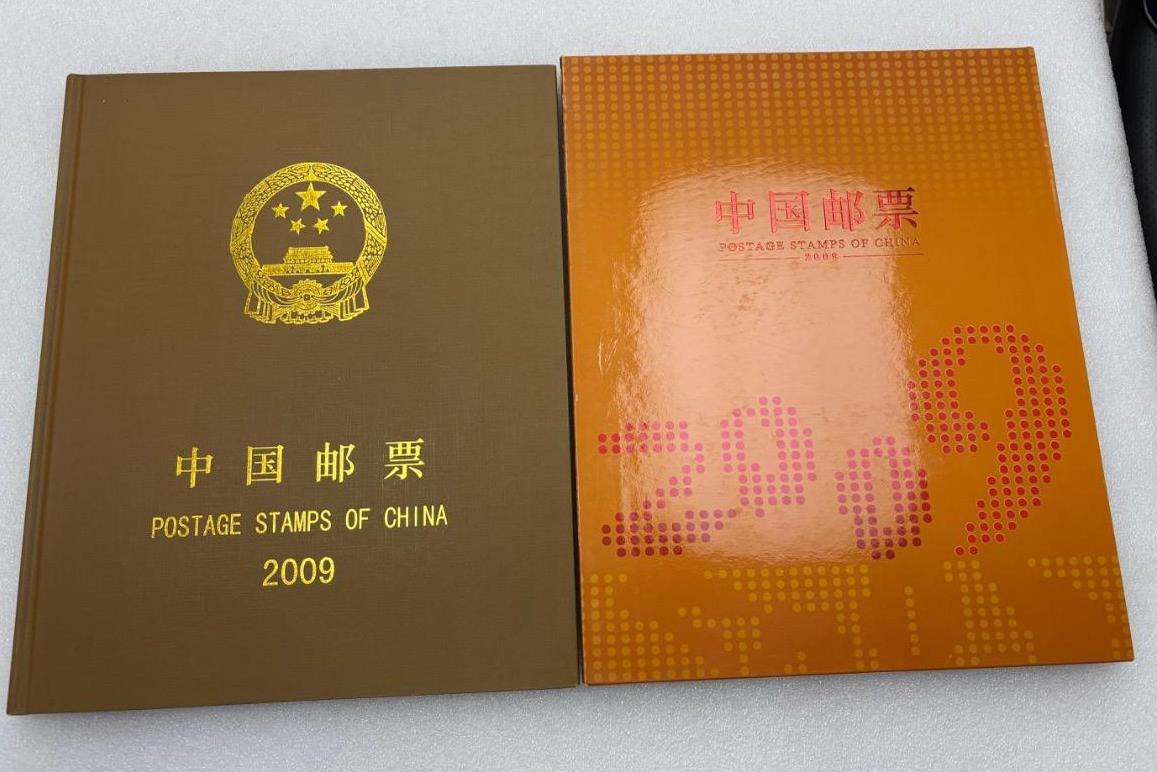 中国邮票
POSTAGE STAMPS OF CHINA
2009
中国邮票
POSTAGE STAMPS OF CHINA
2009
2009